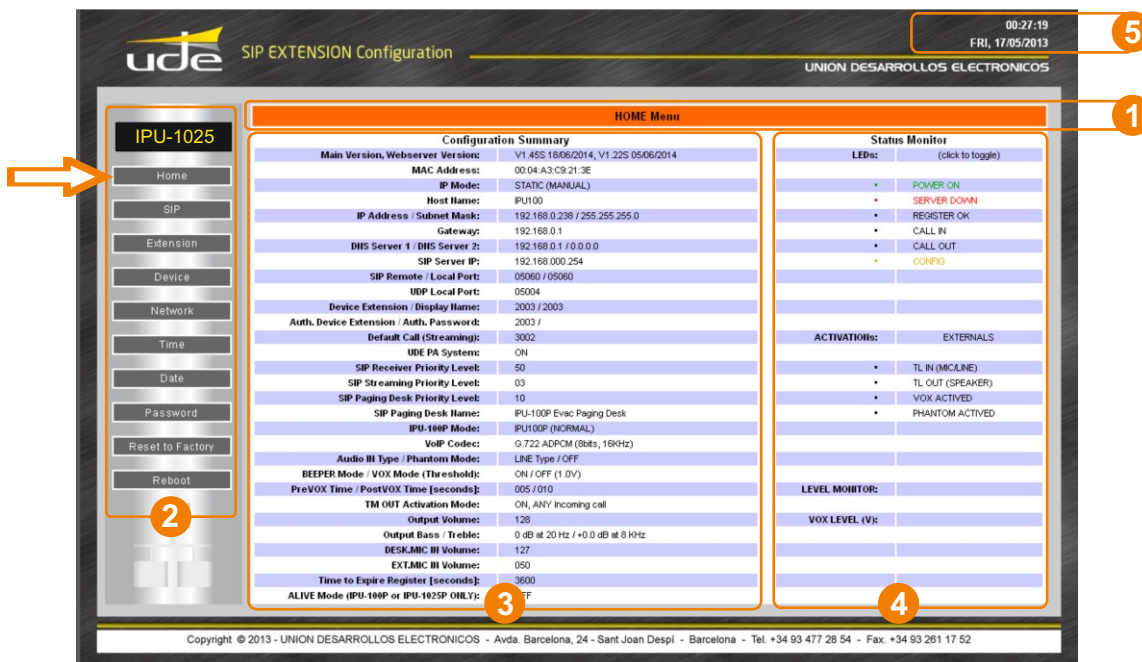 00:27:19
5
FRI, 17/05/2013
ude
SIP EXTENSION Configuration
UNION DESARROLLOS ELECTRONICOS
HOME Menu
1
IPU-1025
Home
SIP
Extension
Device
Network
Time
Date
Password
Reset to Factory
Reboot
2
Configuration Summary
Main Version, Webserver Version: V1.45S 18/06/2014, V1.22S 05/06/2014
MAC Address: 00:04:A3:C9:21:3E
IP Mode: STATIC (MANUAL)
Host Name: IPU100
IP Address / Subnet Mask: 192.168.0.238 / 255.255.255.0
Gateway: 192.168.0.1
DNS Server 1 / DNS Server 2: 192.168.0.1 / 0.0.0.0
SIP Server IP: 192.168.000.254
SIP Remote / Local Port: 05060 / 05060
UDP Local Port: 05004
Device Extension / Display Name: 2003 / 2003
Auth. Device Extension / Auth. Password: 2003 /
Default Call (Streaming): 3002
UDE PA System: ON
SIP Receiver Priority Level: 50
SIP Streaming Priority Level: 03
SIP Paging Desk Priority Level: 10
SIP Paging Desk Name: IPU-100P Evac Paging Desk
IPU-100P Mode: IPU100P (NORMAL)
VoIP Codec: G.722 ADPCM (8bits, 16KHz)
Audio IN Type / Phantom Mode: LINE Type / OFF
BEEPER Mode / VOX Mode (Threshold): ON / OFF (1.0V)
PreVOX Time / PostVOX Time [seconds]: 005 / 010
TM OUT Activation Mode: ON, ANY Incoming call
Output Volume: 128
Output Bass / Treble: 0 dB at 20 Hz / +0.0 dB at 8 KHz
DESK.MIC IN Volume: 127
EXT.MIC IN Volume: 050
Time to Expire Register [seconds]: 3600
ALIVE Mode (IPU-100P or IPU-1025P ONLY):
3
Status Monitor
LEDs: (click to toggle)
• POWER ON
• SERVER DOWN
• REGISTER OK
• CALL IN
• CALL OUT
• CONFIG
ACTIVATIONs: EXTERNALS
• TL IN (MIC/LINE)
• TL OUT (SPEAKER)
• VOX ACTIVED
• PHANTOM ACTIVED
LEVEL MONITOR:
VOX LEVEL (V):
4
Copyright © 2013 - UNION DESARROLLOS ELECTRONICOS - Avda. Barcelona, 24 - Sant Joan Despí - Barcelona - Tel. +34 93 477 28 54 - Fax. +34 93 261 17 52